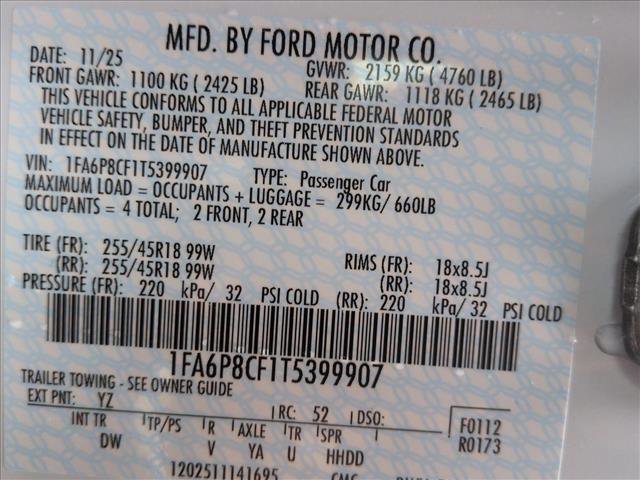 MFD. BY FORD MOTOR CO.
DATE: 11/25 GVWR: 2159 KG ( 4760 LB)
FRONT GAWR: 1100 KG ( 2425 LB) REAR GAWR: 1118 KG ( 2465 LB)
THIS VEHICLE CONFORMS TO ALL APPLICABLE FEDERAL MOTOR
VEHICLE SAFETY, BUMPER, AND THEFT PREVENTION STANDARDS
IN EFFECT ON THE DATE OF MANUFACTURE SHOWN ABOVE.
VIN: 1FA6P8CF1T5399907 TYPE: Passenger Car
MAXIMUM LOAD = OCCUPANTS + LUGGAGE = 299KG/ 660LB
OCCUPANTS = 4 TOTAL; 2 FRONT, 2 REAR
TIRE (FR): 255/45R18 99W RIMS (FR): 18x8.5J
(RR): 255/45R18 99W (RR): 18x8.5J
PRESSURE (FR): 220 kPa/ 32 PSI COLD (RR): 220 kPa/ 32 PSI COLD
1FA6P8CF1T5399907
TRAILER TOWING - SEE OWNER GUIDE
EXT PNT: YZ RC: 52 DSO: F0112
INT TR TP/PS R AXLE TR SPR R0173
DW V YA U HHDD
1202511141695